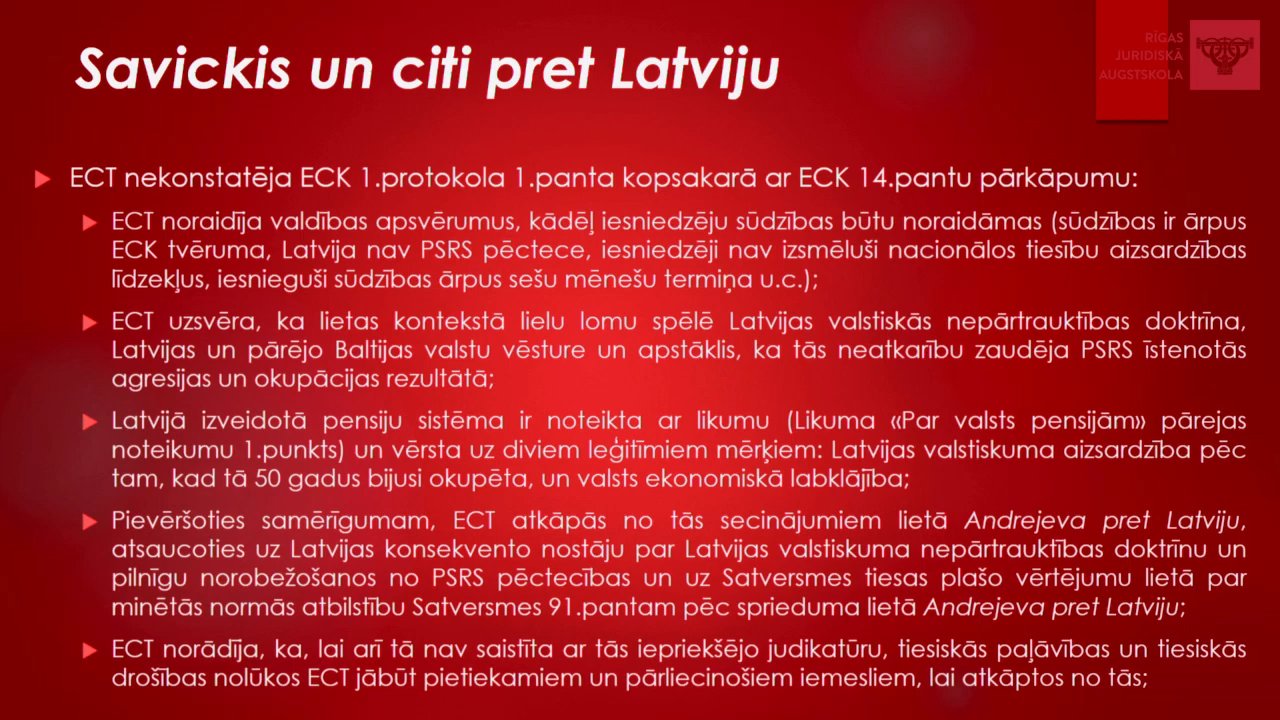 Savickis un citi pret Latviju
RĪGAS
JURIDISKĀ
AUGSTSKOLA
ECT nekonstatēja ECK 1.protokola 1.panta kopsakarā ar ECK 14.pantu pārkāpumu:
ECT noraidīja valdības apsvērumus, kādēļ iesniedzēju sūdzības būtu noraidāmas (sūdzības ir ārpus
ECK tvēruma, Latvija nav PSRS pēctece, iesniedzēji nav izsmēluši nacionālos tiesību aizsardzības
līdzekļus, iesnieguši sūdzības ārpus sešu mēnešu termiņa u.c.);
ECT uzsvēra, ka lietas kontekstā lielu lomu spēlē Latvijas valstiskās nepārtrauktības doktrīna,
Latvijas un pārējo Baltijas valstu vēsture un apstāklis, ka tās neatkarību zaudēja PSRS īstenotās
agresijas un okupācijas rezultātā;
Latvijā izveidotā pensiju sistēma ir noteikta ar likumu (Likuma «Par valsts pensijām» pārejas
noteikumu 1.punkts) un vērsta uz diviem leģitīmiem mērķiem: Latvijas valstiskuma aizsardzība pēc
tam, kad tā 50 gadus bijusi okupēta, un valsts ekonomiskā labklājība;
Pievēršoties samērīgumam, ECT atkāpās no tās secinājumiem lietā Andrejeva pret Latviju,
atsaucoties uz Latvijas konsekvento nostāju par Latvijas valstiskuma nepārtrauktības doktrīnu un
pilnīgu norobežošanos no PSRS pēctecības un uz Satversmes tiesas plašo vērtējumu lietā par
minētās normās atbilstību Satversmes 91.pantam pēc sprieduma lietā Andrejeva pret Latviju;
ECT norādīja, ka, lai arī tā nav saistīta ar tās iepriekšējo judikatūru, tiesiskās paļāvības un tiesiskās
drošības nolūkos ECT jābūt pietiekamiem un pārliecinošiem iemesliem, lai atkāptos no tās;